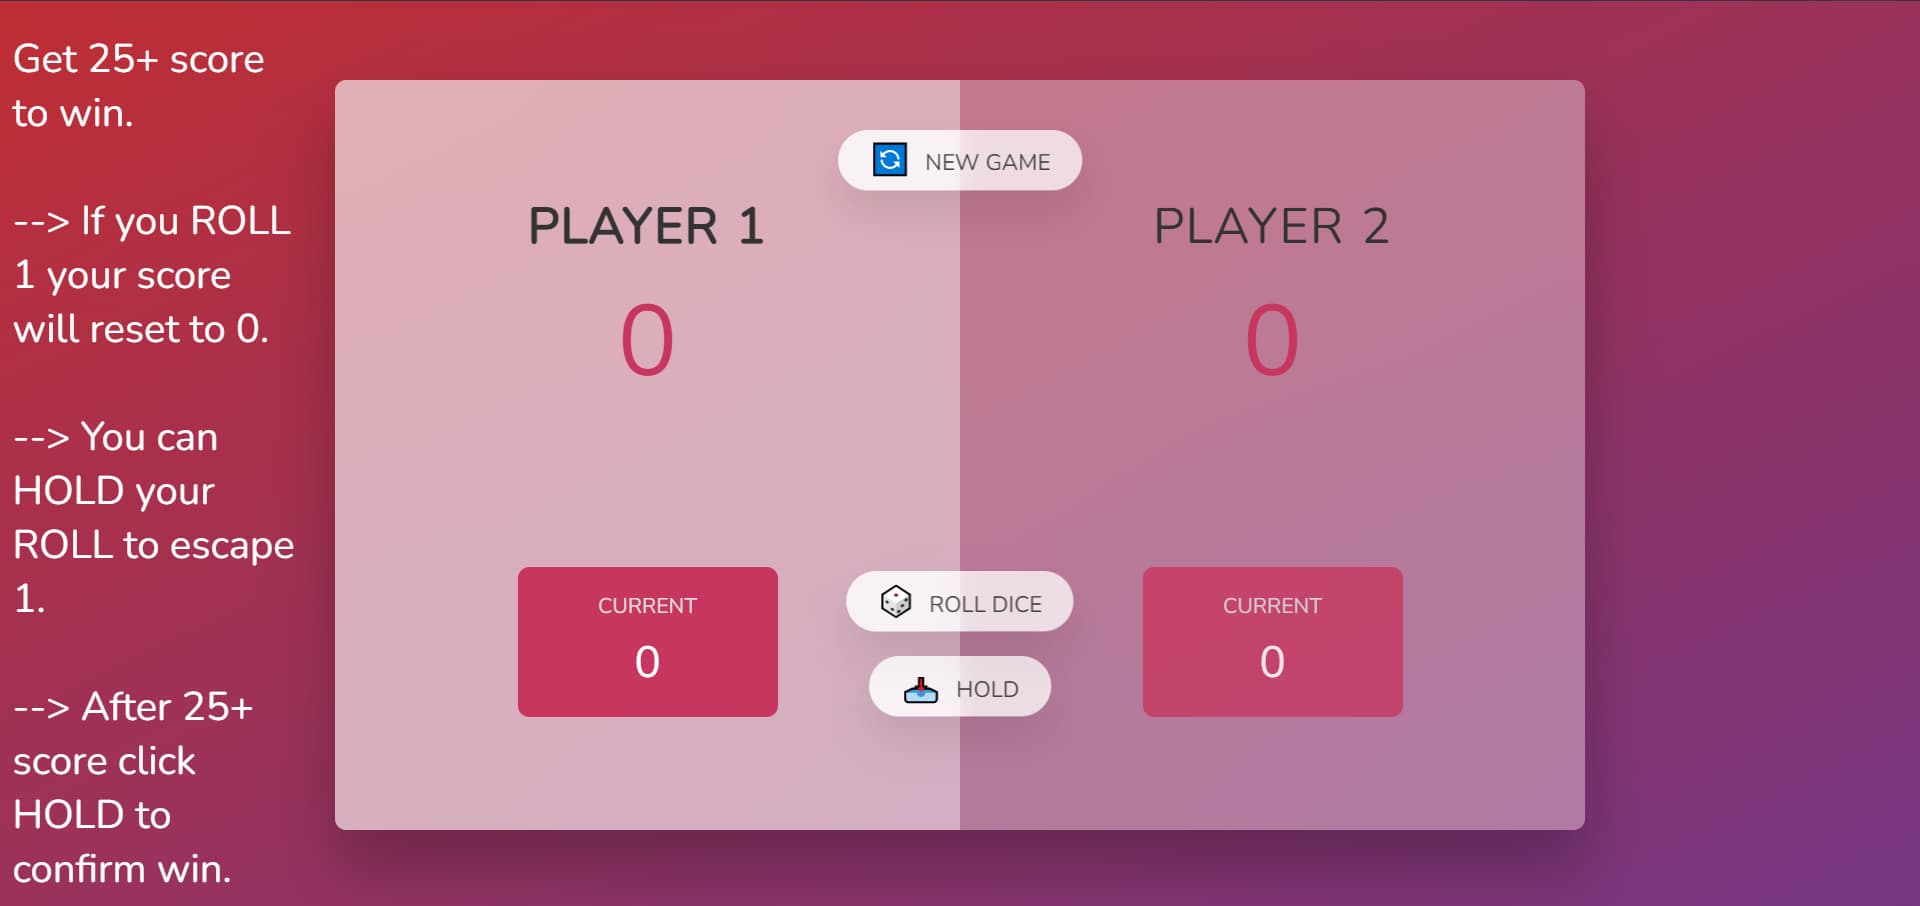 Get 25+ score
to win.
--> If you ROLL
1 your score
will reset to 0.
--> You can
HOLD your
ROLL to escape
1.
--> After 25+
score click
HOLD to
confirm win.
NEW GAME
PLAYER 1
0
CURRENT
0
PLAYER 2
0
CURRENT
0
ROLL DICE
HOLD